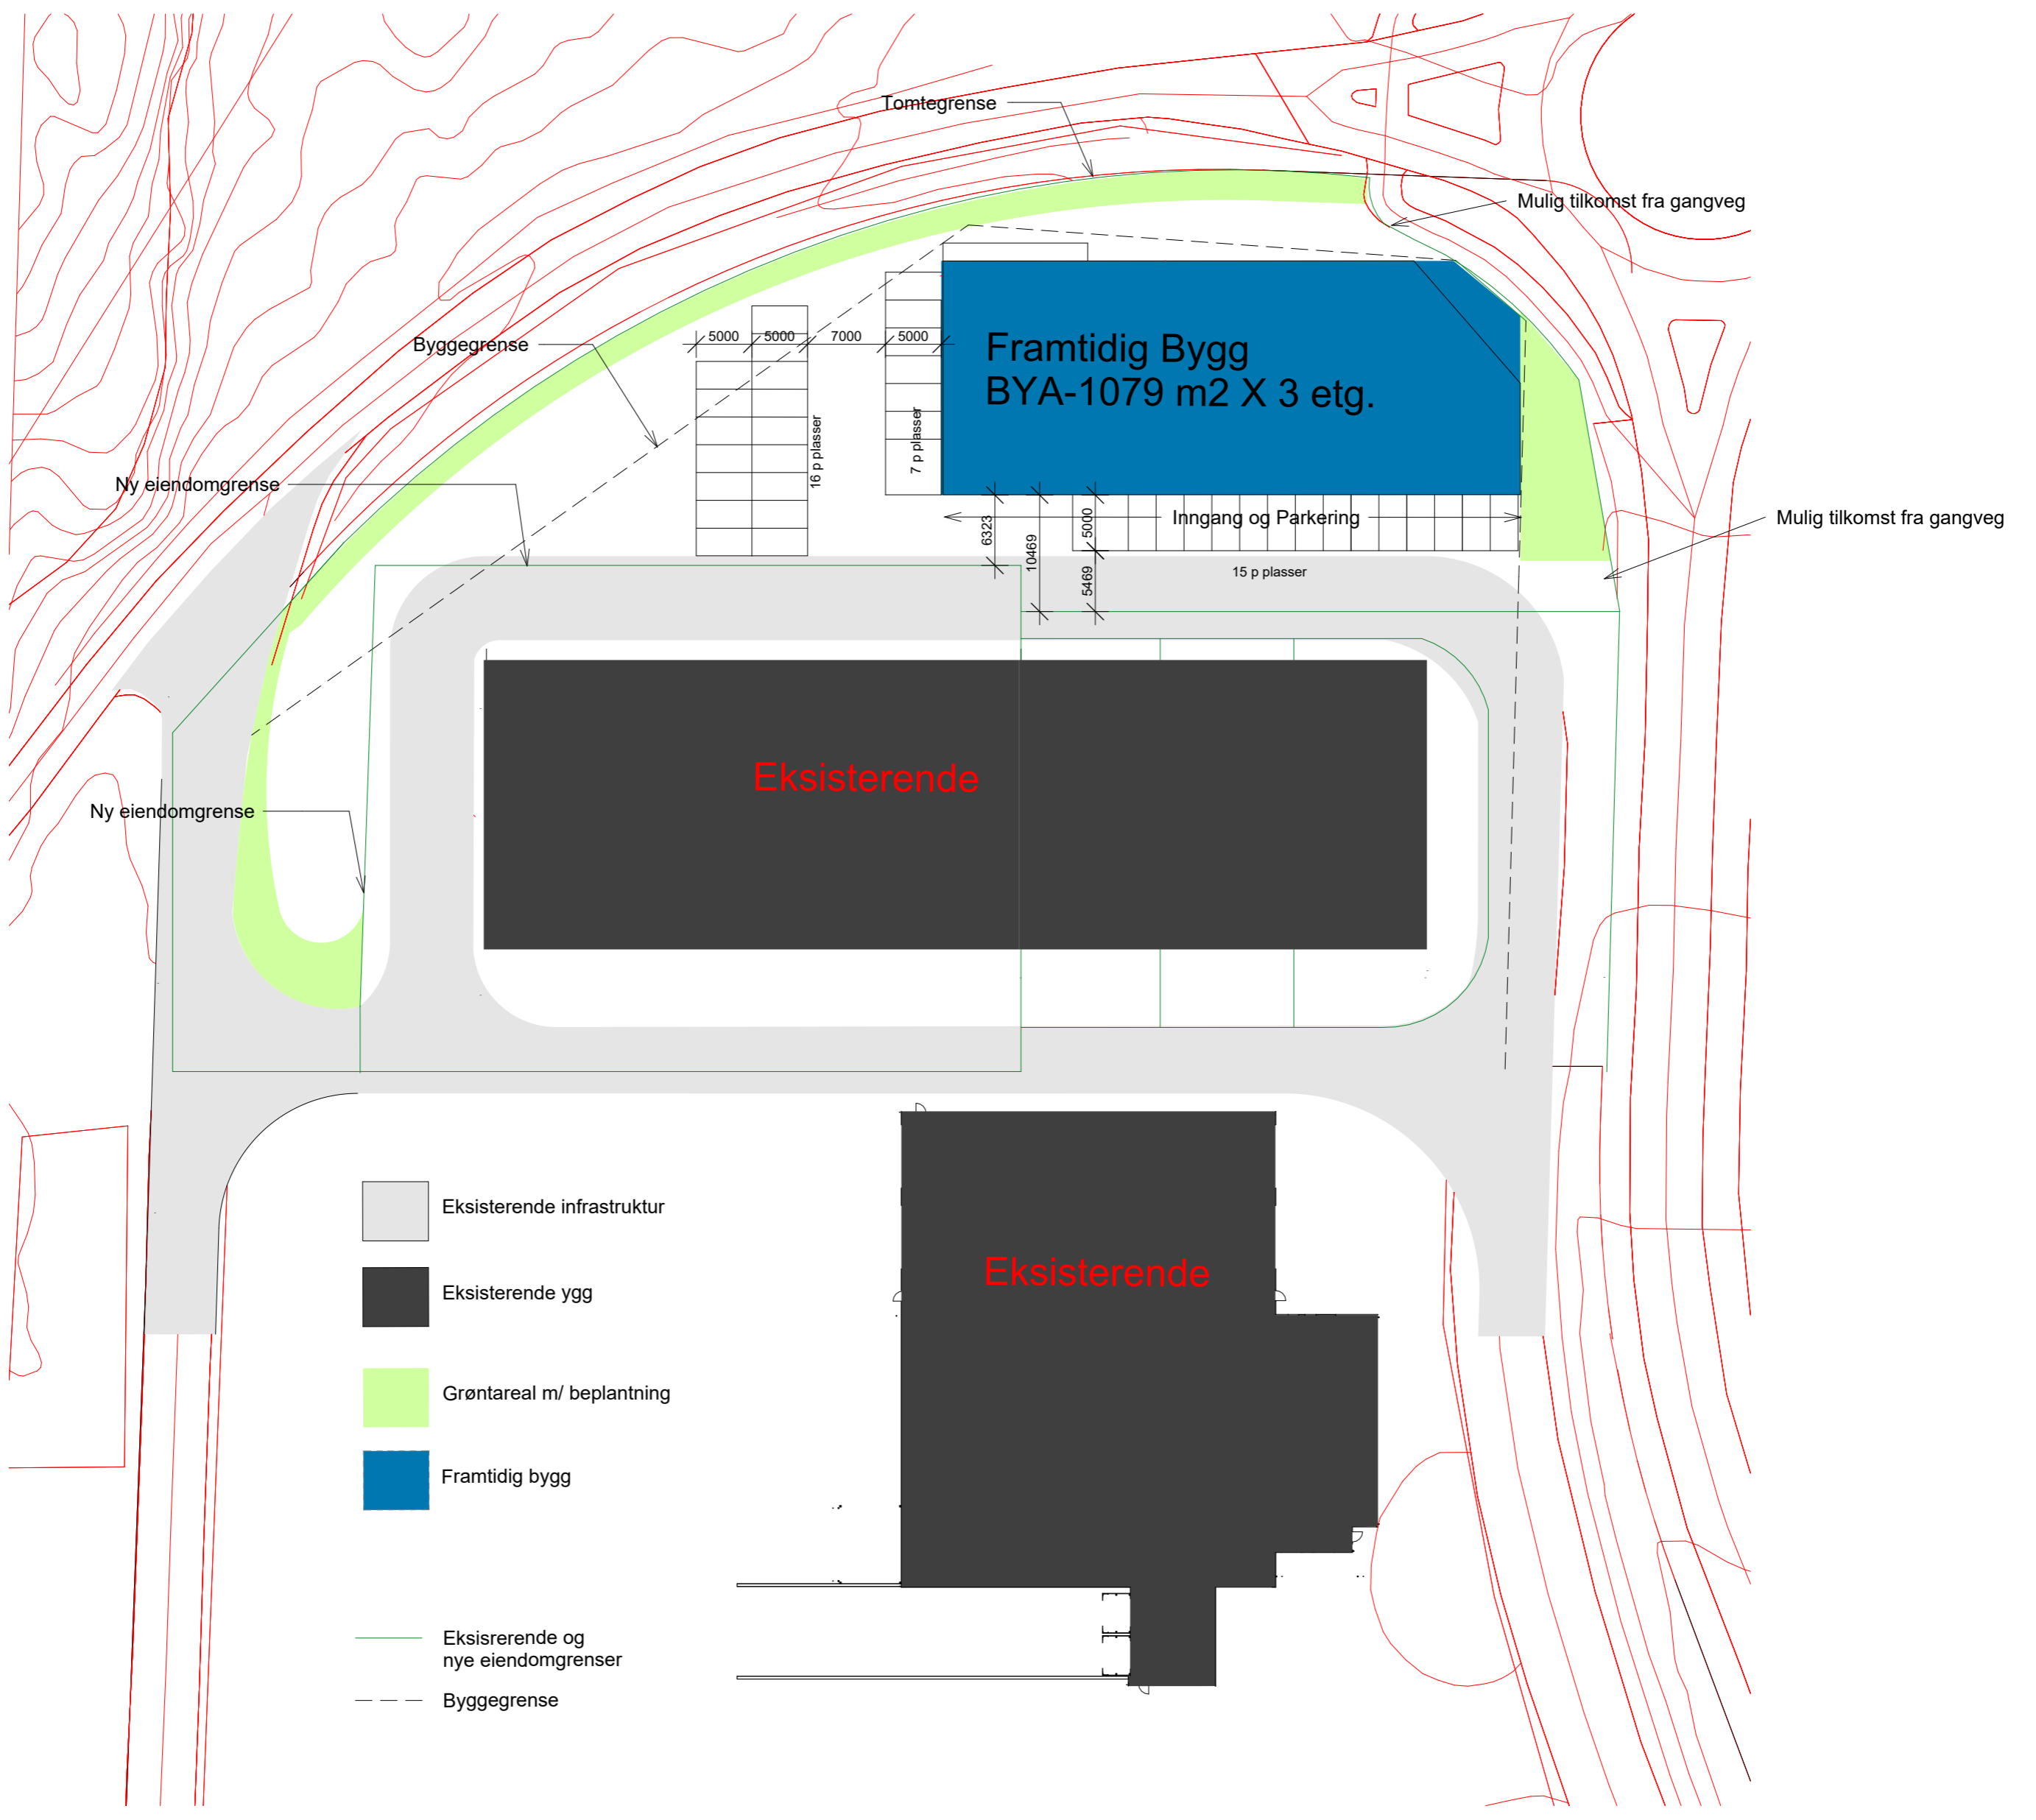 Tomtegrense
Mulig tilkomst fra gangveg
Byggegrense
5000
5000
7000
5000
Framtidig Bygg
BYA-1079 m2 X 3 etg.
16 p plasser
7 p plasser
Ny eiendomgrense
6323
10469
5000
5469
Inngang og Parkering
Mulig tilkomst fra gangveg
15 p plasser
Eksisterende
Ny eiendomgrense
Eksisterende infrastruktur
Eksisterende
Eksisterende ygg
Grøntareal m/ beplantning
Framtidig bygg
Eksisrerende og
nye eiendomgrenser
Byggegrense